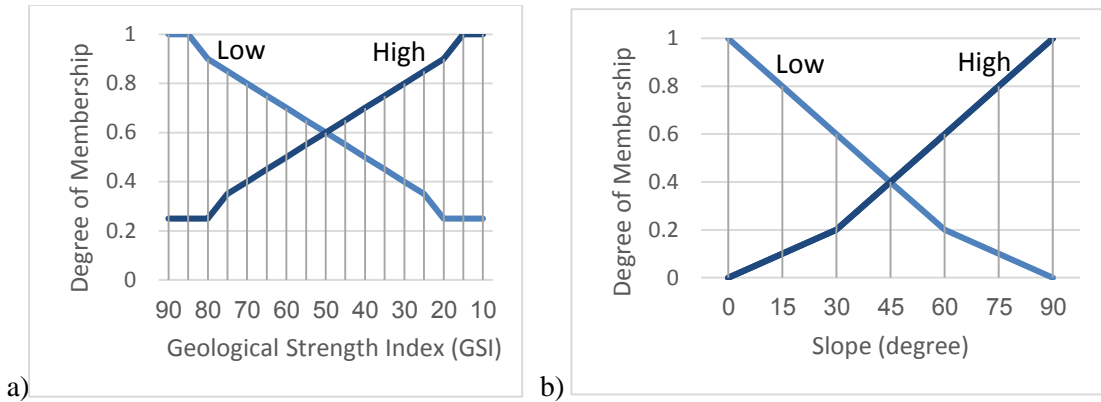 a)
Degree of Membership
1
0.8
0.6
0.4
0.2
0
Low
High
90 80 70 60 50 40 30 20 10
Geological Strength Index (GSI)
b)
Degree of Membership
1
0.8
0.6
0.4
0.2
0
Low
High
0 15 30 45 60 75 90
Slope (degree)